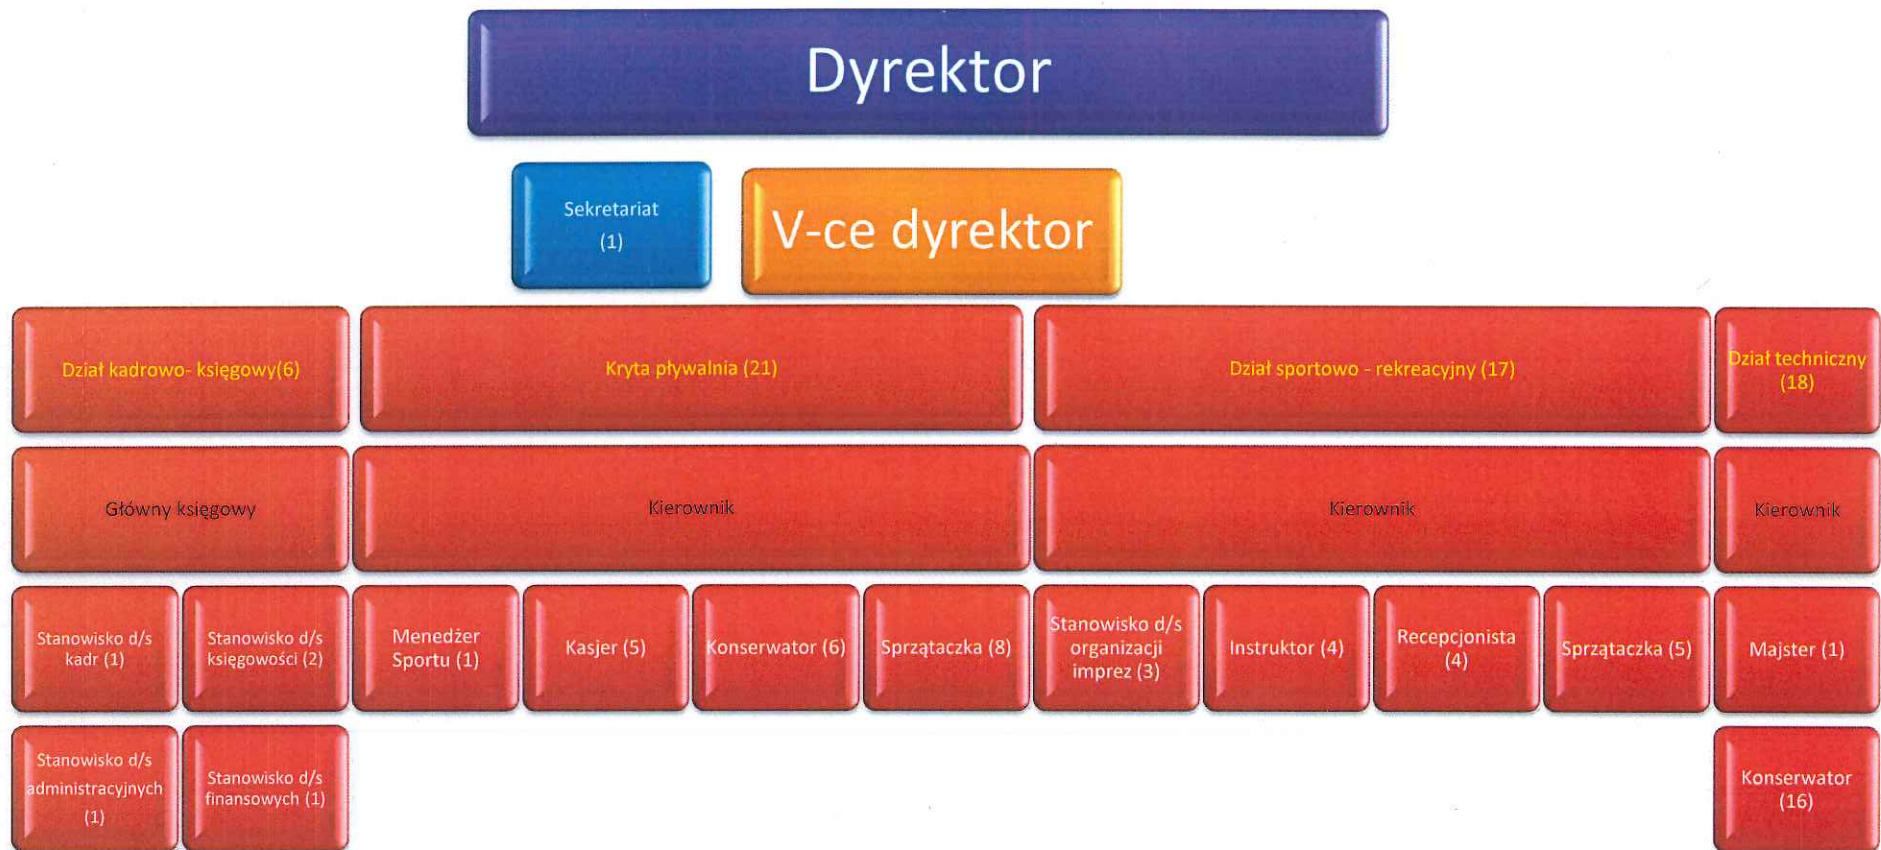 Dyrektor
Sekretariat
(1)
V-ce dyrektor
Dział kadrowo- księgowy(6)
Kryta pływalnia (21)
Dział sportowo - rekreacyjny (17)
Dział techniczny
(18)
Główny księgowy
Kierownik
Kierownik
Kierownik
Stanowisko d/s
kadr (1)
Stanowisko d/s
księgowości (2)
Menedżer
Sportu (1)
Kasjer (5)
Konserwator (6)
Sprzątaczka (8)
Stanowisko d/s
organizacji
imprez (3)
Instruktor (4)
Recepcjonista
(4)
Sprzątaczka (5)
Majster (1)
Stanowisko d/s
administracyjnych
(1)
Stanowisko d/s
finansowych (1)
Konserwator
(16)